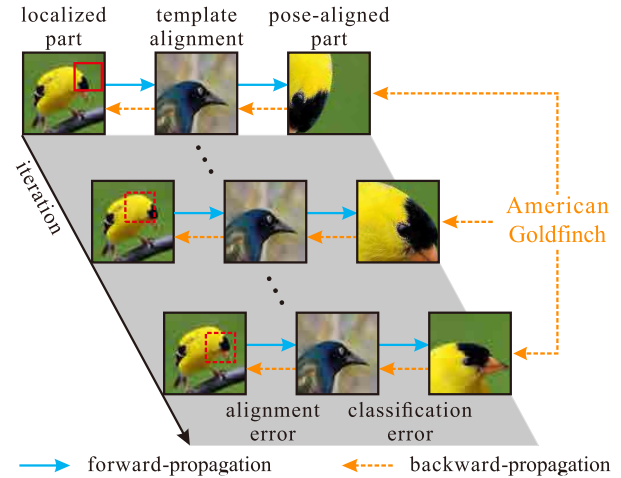 localized
part
template
alignment
pose-aligned
part
iteration
American
Goldfinch
alignment
error
classification
error
forward-propagation
backward-propagation